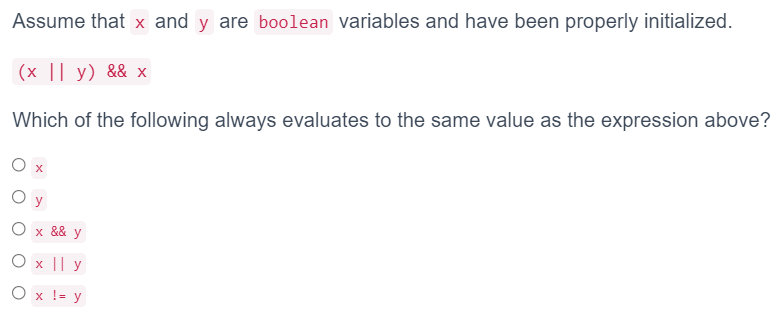 Assume that x and y are boolean variables and have been properly initialized.
(x || y) && x
Which of the following always evaluates to the same value as the expression above?
x
y
x && y
x || y
x != y